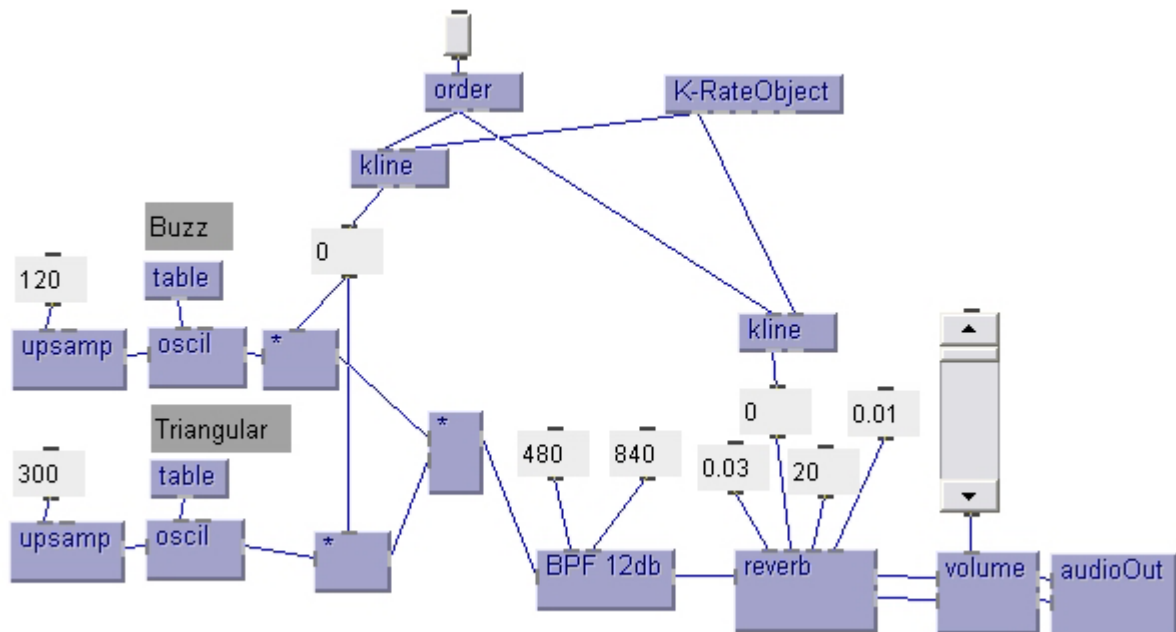 order
K-RateObject
kline
Buzz
0
120
table
upsamp
oscil
*
kline
Triangular
0
0.01
300
table
*
480
840
0.03
20
upsamp
oscil
*
BPF 12db
reverb
volume
audioOut